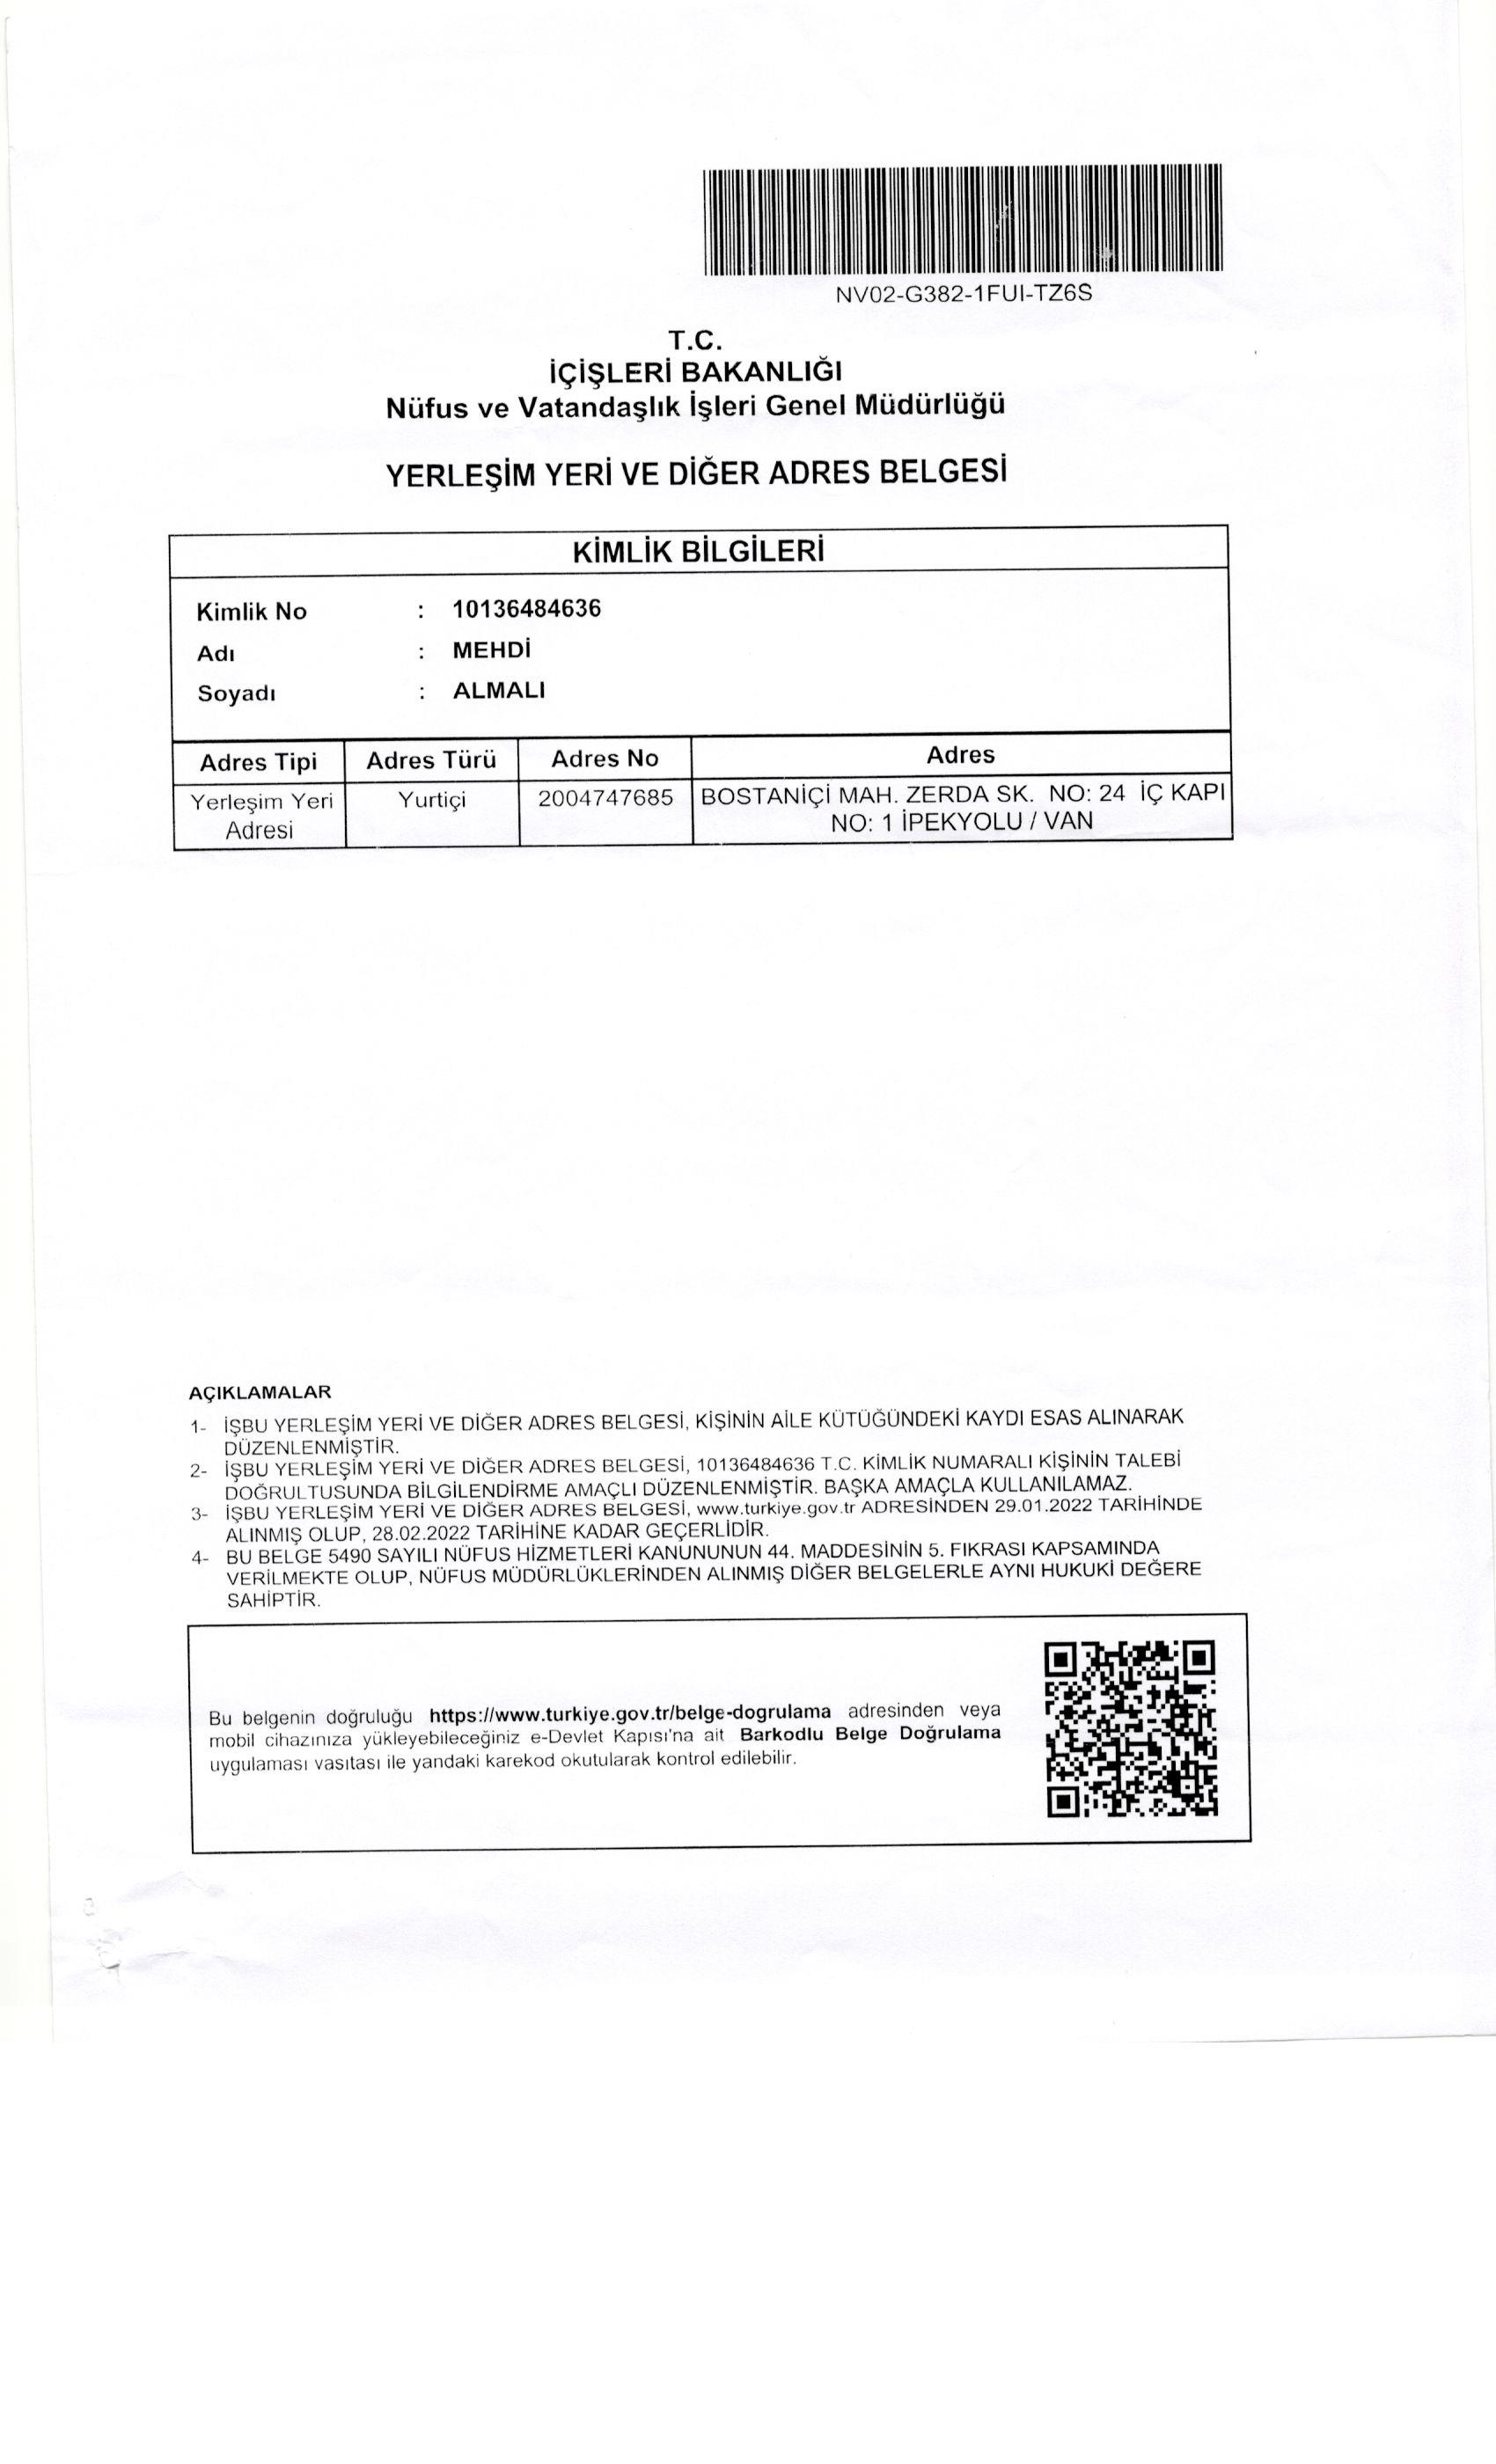 NV02-G382-1FUI-TZ6S
T.C.
İÇİŞLERİ BAKANLIĞI
Nüfus ve Vatandaşlık İşleri Genel Müdürlüğü
YERLEŞİM YERİ VE DİĞER ADRES BELGESİ
KİMLİK BİLGİLERİ
Kimlik No : 10136484636
Adı : MEHDİ
Soyadı : ALMALI
Adres Tipi Adres Türü Adres No Adres
Yerleşim Yeri Yurtiçi 2004747685 BOSTANİÇİ MAH. ZERDA SK. NO: 24 İÇ KAPI
Adresi NO: 1 İPEKYOLU / VAN
AÇIKLAMALAR
1- İŞBU YERLEŞİM YERİ VE DİĞER ADRES BELGESİ, KİŞİNİN AİLE KÜTÜĞÜNDEKİ KAYDI ESAS ALINARAK
DÜZENLENMİŞTİR.
2- İŞBU YERLEŞİM YERİ VE DİĞER ADRES BELGESİ, 10136484636 T.C. KİMLİK NUMARALI KİŞİNİN TALEBİ
DOĞRULTUSUNDA BİLGİLENDİRME AMAÇLI DÜZENLENMİŞTİR. BAŞKA AMAÇLA KULLANILAMAZ.
3- İŞBU YERLEŞİM YERİ VE DİĞER ADRES BELGESİ, www.turkiye.gov.tr ADRESİNDEN 29.01.2022 TARİHİNDE
ALINMIŞ OLUP, 28.02.2022 TARİHİNE KADAR GEÇERLİDİR.
4- BU BELGE 5490 SAYILI NÜFUS HİZMETLERİ KANUNUNUN 44. MADDESİNİN 5. FIKRASI KAPSAMINDA
VERİLMEKTE OLUP, NÜFUS MÜDÜRLÜKLERİNDEN ALINMIŞ DİĞER BELGELERLE AYNI HUKUKİ DEĞERE
SAHİPTİR.
Bu belgenin doğruluğu https://www.turkiye.gov.tr/belge-dogrulama adresinden veya
mobil cihazınıza yükleyebileceğiniz e-Devlet Kapısı'na ait Barkodlu Belge Doğrulama
uygulaması vasıtası ile yandaki karekod okutularak kontrol edilebilir.